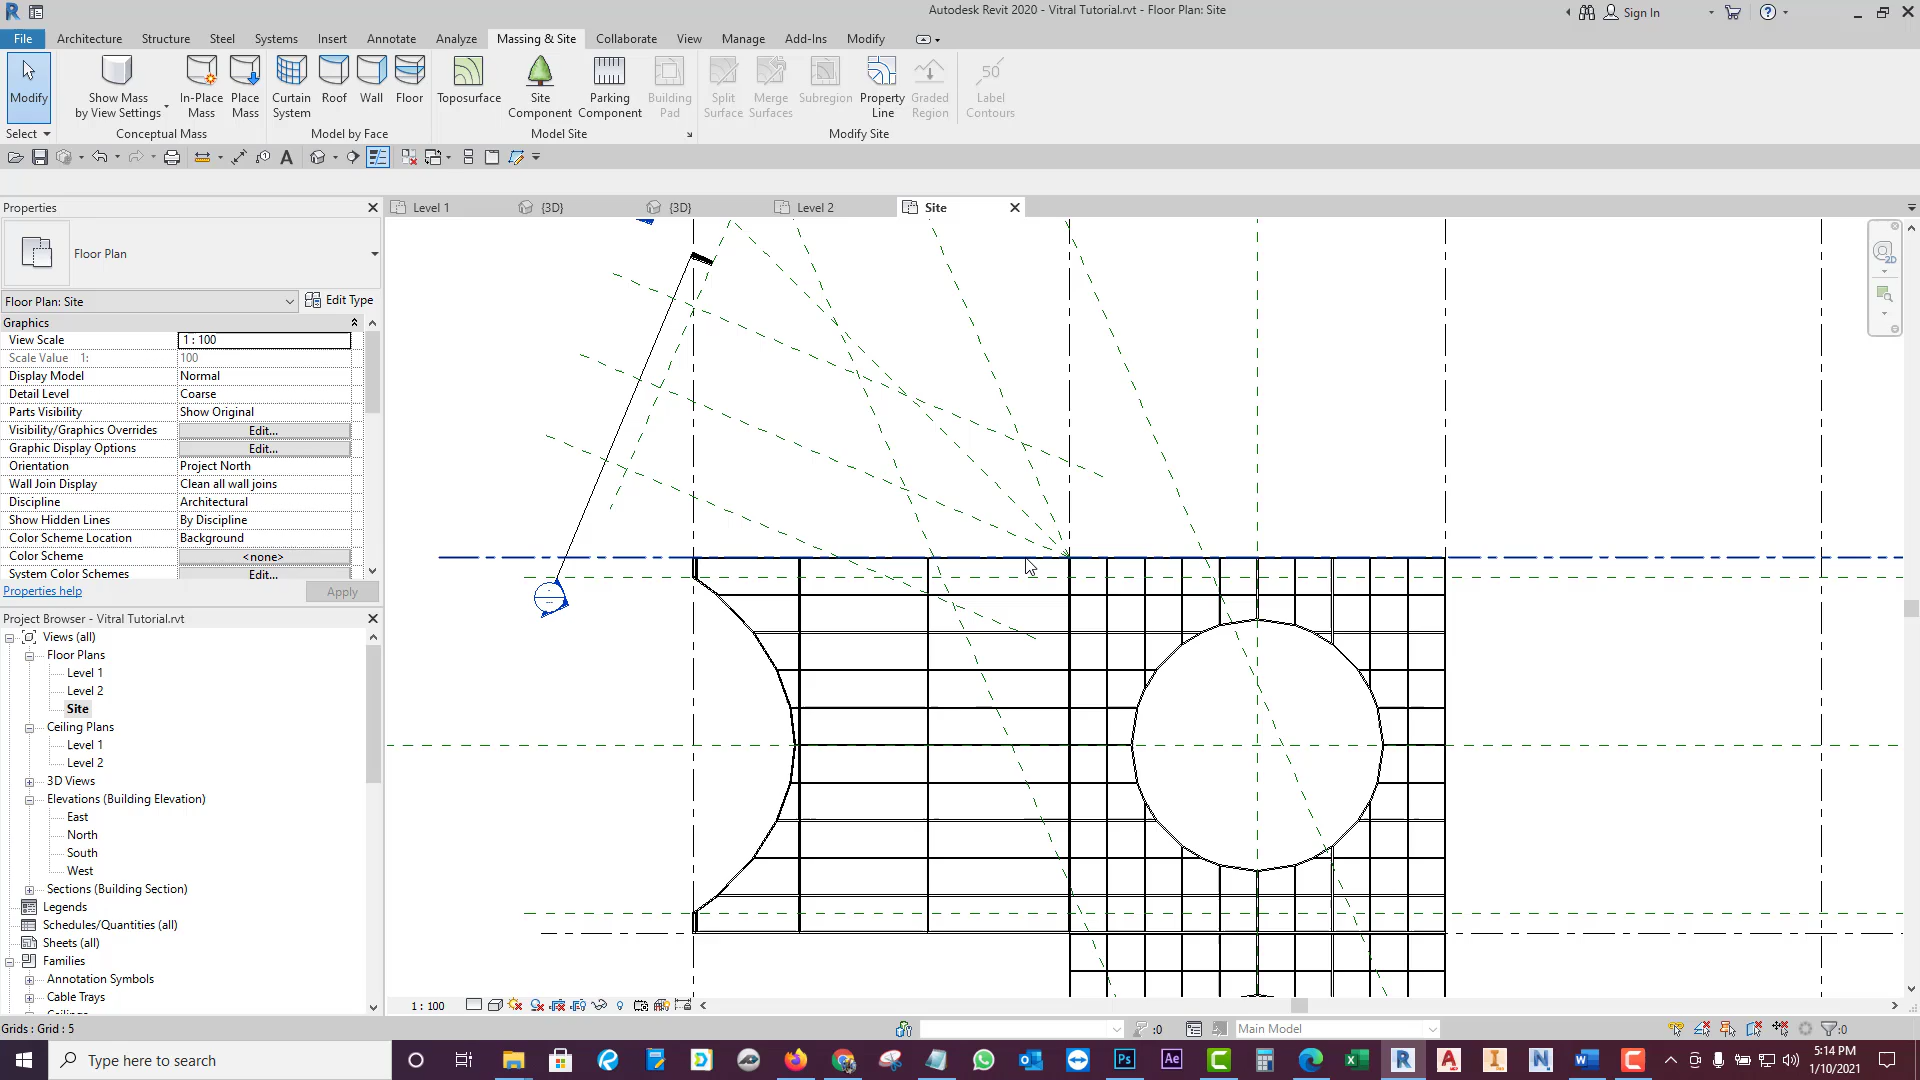 Autodesk Revit 2020 - Vitral Tutorial.rvt - Floor Plan: Site
Sign In
File Architecture Structure Steel Systems Insert Annotate Analyze Massing & Site Collaborate View Manage Add-Ins Modify
Modify
Show Mass
by View Settings
In-Place
Mass
Place
Mass
Curtain
System
Roof
Wall
Floor
Toposurface
Site
Component
Parking
Component
Building
Pad
Split
Surface
Merge
Surfaces
Subregion
Property
Line
Graded
Region
50
Label
Contours
Select
Conceptual Mass
Model by Face
Model Site
Modify Site
A
Properties
Level 1
{3D}
{3D}
Level 2
Site
2D
Floor Plan
Floor Plan: Site
Edit Type
Graphics
View Scale 1 : 100
Scale Value 1: 100
Display Model Normal
Detail Level Coarse
Parts Visibility Show Original
Visibility/Graphics Overrides Edit...
Graphic Display Options Edit...
Orientation Project North
Wall Join Display Clean all wall joins
Discipline Architectural
Show Hidden Lines By Discipline
Color Scheme Location Background
Color Scheme <none>
System Color Schemes Edit...
Properties help
Apply
Project Browser - Vitral Tutorial.rvt
Views (all)
Floor Plans
Level 1
Level 2
Site
Ceiling Plans
Level 1
Level 2
3D Views
Elevations (Building Elevation)
East
North
South
West
Sections (Building Section)
Legends
Schedules/Quantities (all)
Sheets (all)
Families
Annotation Symbols
Cable Trays
Ceilings
1 : 100
Grids : Grid : 5
:0
Main Model
:0
Type here to search
5:14 PM
1/10/2021